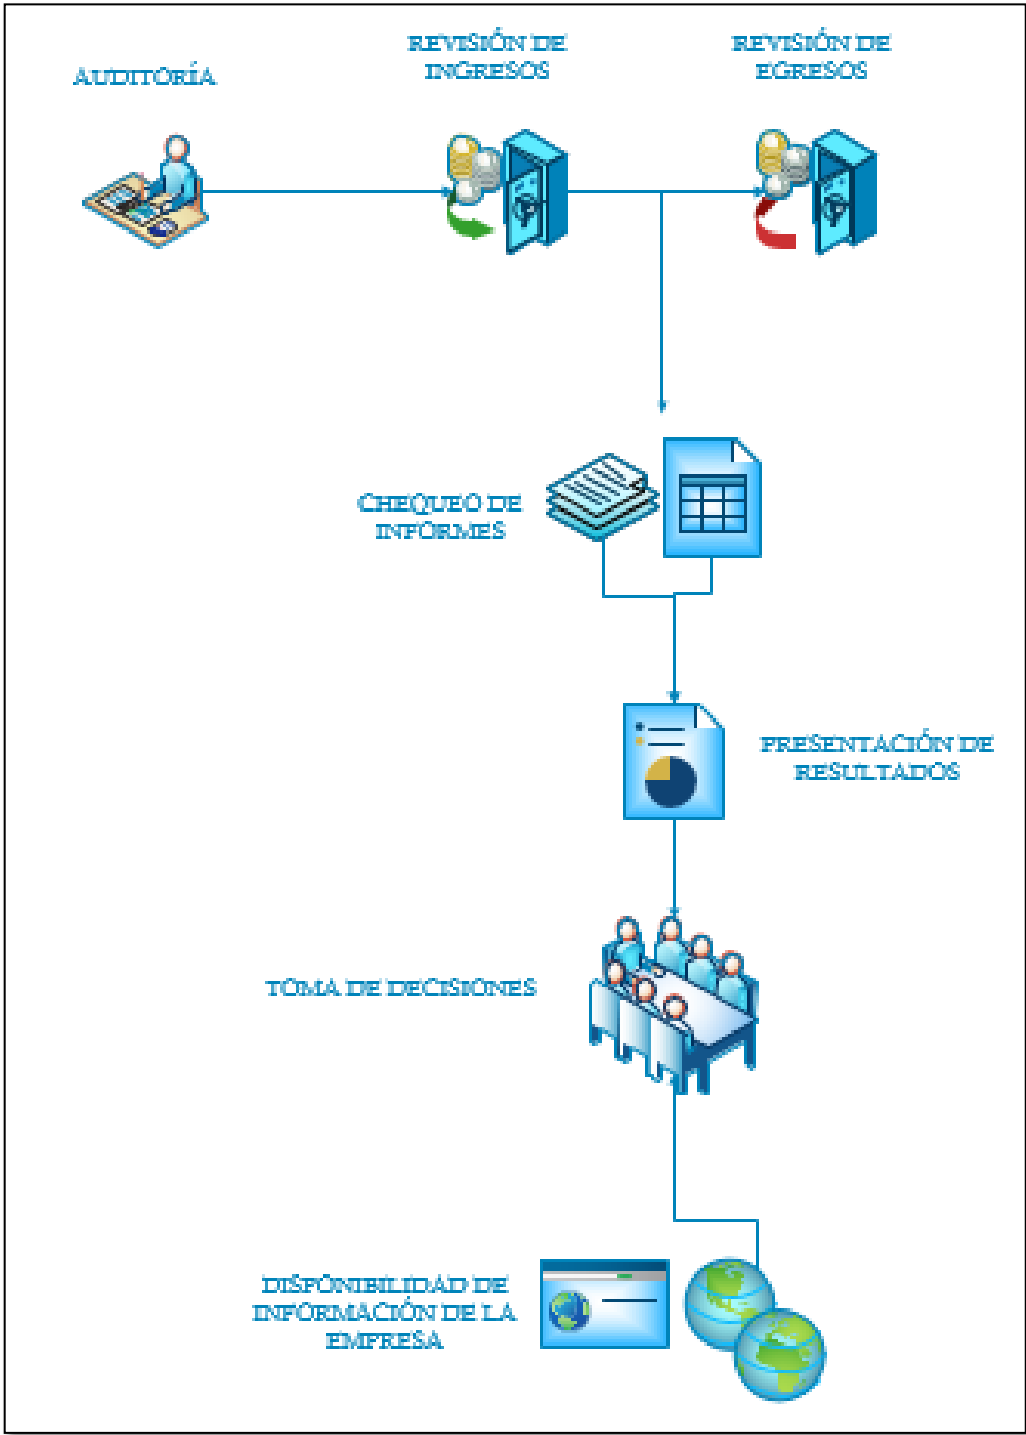 AUDITORÍA
REVISIÓN DE
INGRESOS
REVISIÓN DE
EGRESOS
CHEQUEO DE
INFORMES
PRESENTACIÓN DE
RESULTADOS
TOMA DE DECISIONES
DISPONIBILIDAD DE
INFORMACIÓN DE LA
EMPRESA